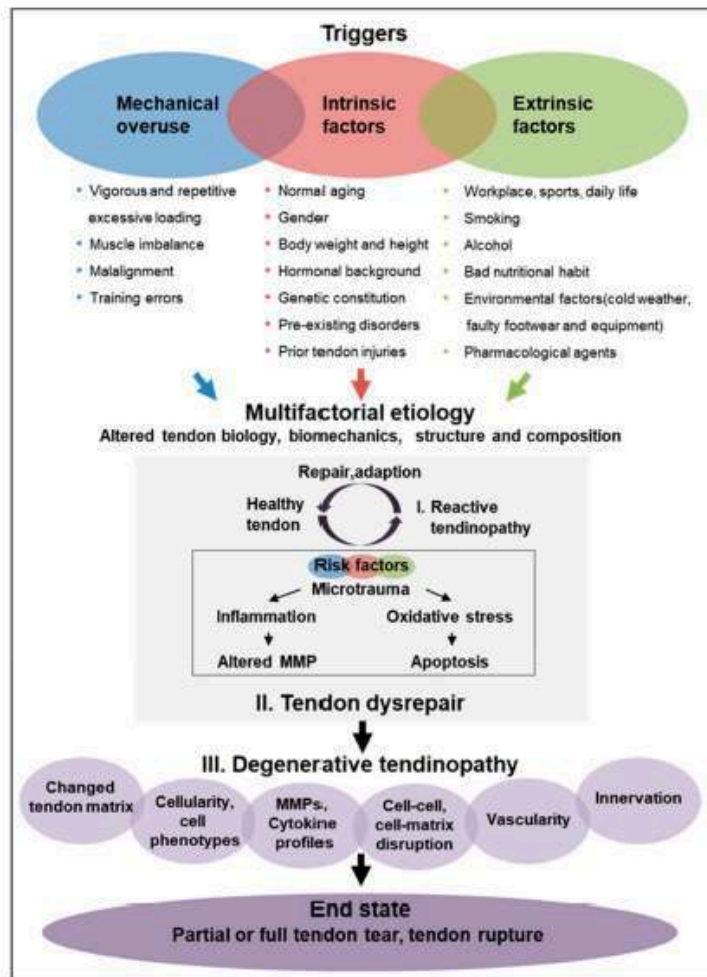 Triggers
Mechanical
overuse
Intrinsic
factors
Extrinsic
factors
Vigorous and repetitive
excessive loading
Muscle imbalance
Malalignment
Training errors
Normal aging
Gender
Body weight and height
Hormonal background
Genetic constitution
Pre-existing disorders
Prior tendon injuries
Workplace, sports, daily life
Smoking
Alcohol
Bad nutritional habit
Environmental factors(cold weather,
faulty footwear and equipment)
Pharmacological agents
Multifactorial etiology
Altered tendon biology, biomechanics, structure and composition
Repair,adaption
Healthy
tendon
I. Reactive
tendinopathy
Risk factors
Microtrauma
Inflammation
Oxidative stress
Altered MMP
Apoptosis
II. Tendon dysrepair
III. Degenerative tendinopathy
Changed
tendon matrix
Cellularity,
cell
phenotypes
MMPs,
Cytokine
profiles
Cell-cell,
cell-matrix
disruption
Vascularity
Innervation
End state
Partial or full tendon tear, tendon rupture